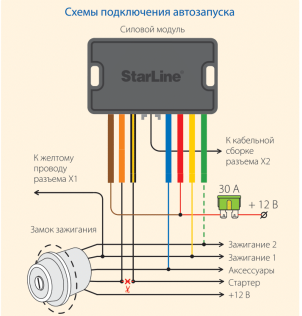 Схемы подключения автозапуска
Силовой модуль
StarLine®
К желтому
проводу
разъема X1
К кабельной
сборке
разъема X2
30 А
+ 12 В
Замок зажигания
Зажигание 2
Зажигание 1
Аксессуары
Стартер
+12 В